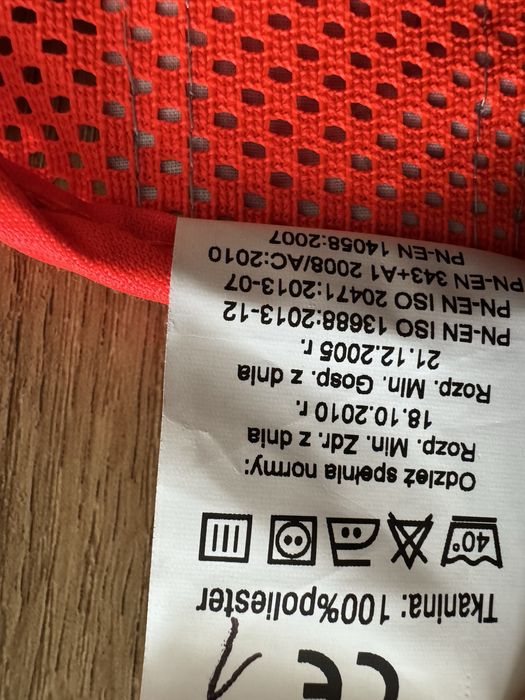 CE 1
Tkanina: 100%poliester
40°
Odzież spełnia normy:
Rozp. Min. Zdr. z dnia
18.10.2010 r.
Rozp. Min. Gosp. z dnia
21.12.2005 r.
PN-EN ISO 13688:2013-12
PN-EN ISO 20471:2013-07
PN-EN 343+A1 2008/AC:2010
PN-EN 14058:2007